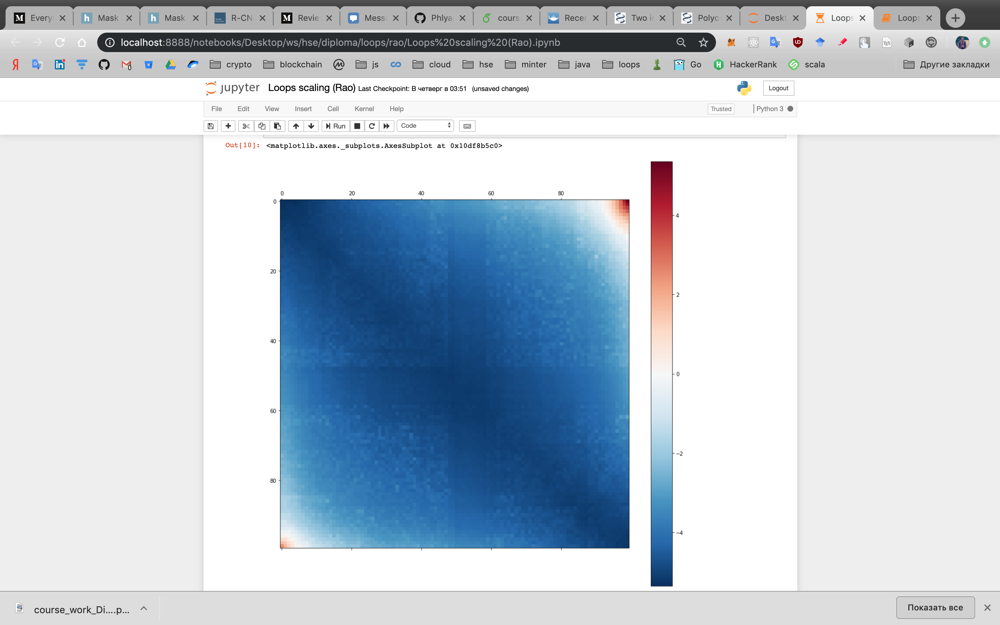 Every
Mask
Mask
R-CN
Revie
Mess
Phlya
cours
Recer
Two i
Polyc
Deskt
Loops
Loops
localhost:8888/notebooks/Desktop/ws/hse/diploma/loops/rao/Loops%20scaling%20(Rao).ipynb
crypto blockchain js cloud hse minter java loops Go HackerRank scala Другие закладки
jupyter Loops scaling (Rao) Last Checkpoint: В четверг в 03:51 (unsaved changes) Logout
File Edit View Insert Cell Kernel Help Trusted Python 3
Run Code
Out[10]: <matplotlib.axes._subplots.AxesSubplot at 0x10df8b5c0>
0 20 40 60 80
0
20
40
60
80
4
2
0
−2
−4
course_work_Di....p... Показать все